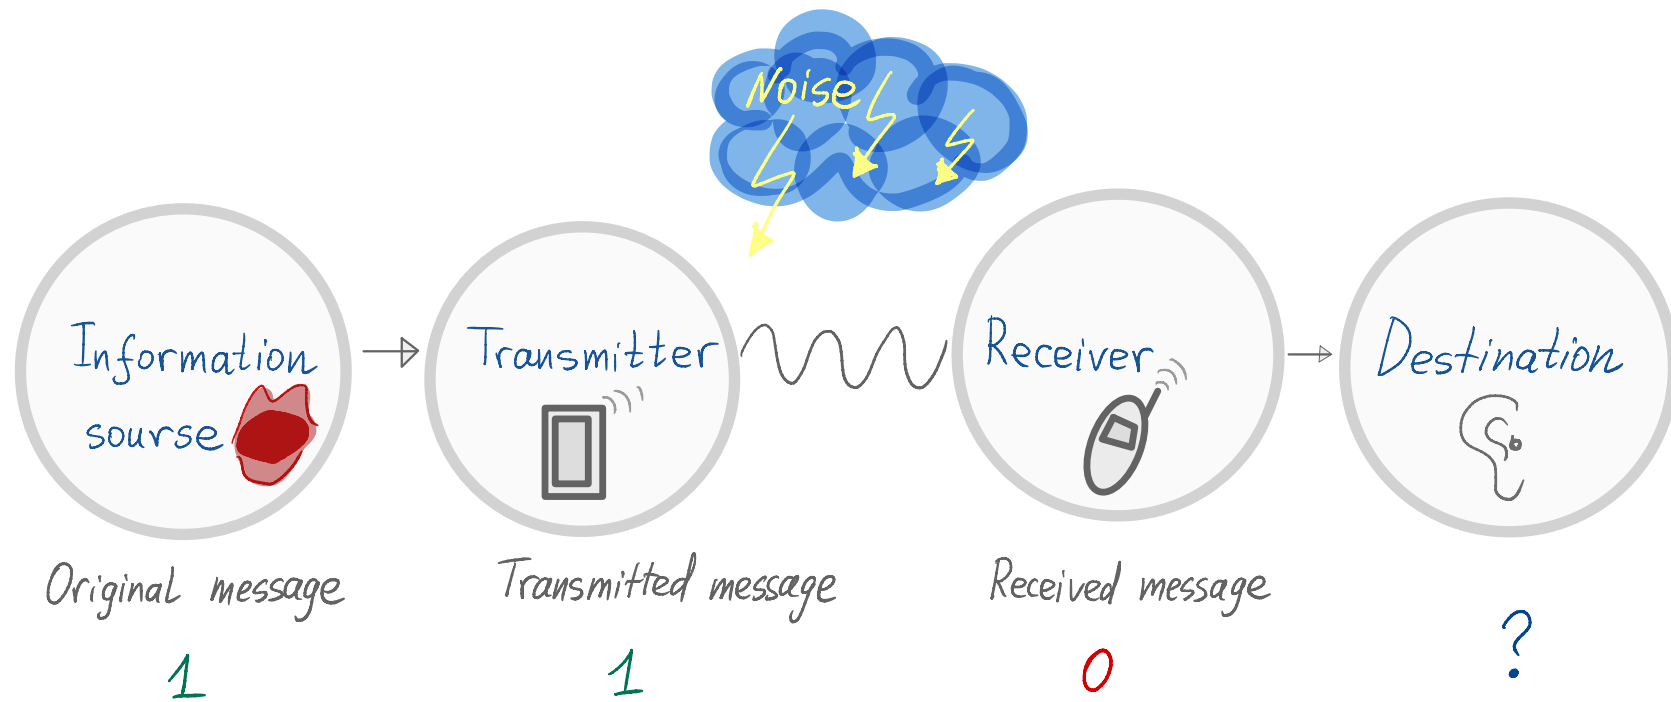 Noise
Information
sourse
Transmitter
Receiver
Destination
Original message
Transmitted message
Received message
1
1
0
?